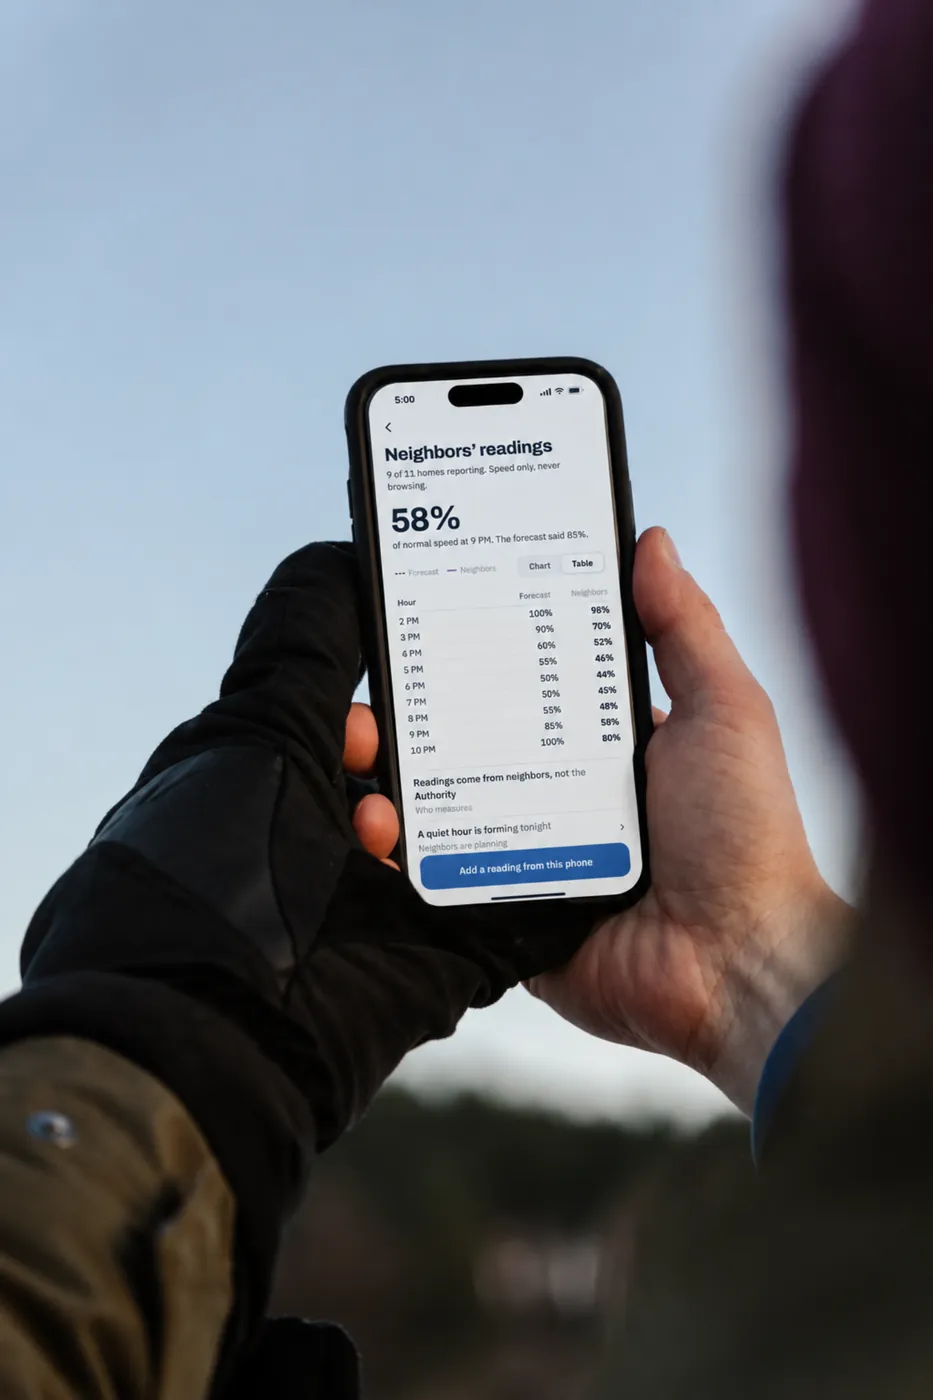 5:00
Neighbors’ readings
9 of 11 homes reporting. Speed only, never
browsing.
58%
of normal speed at 9 PM. The forecast said 85%.
Forecast Neighbors Chart Table
Hour Forecast Neighbors
2 PM 100% 98%
3 PM 90% 70%
4 PM 60% 52%
5 PM 55% 46%
6 PM 50% 44%
7 PM 50% 45%
8 PM 55% 48%
9 PM 85% 58%
10 PM 100% 80%
Readings come from neighbors, not the
Authority
Who measures
A quiet hour is forming tonight
Neighbors are planning
Add a reading from this phone